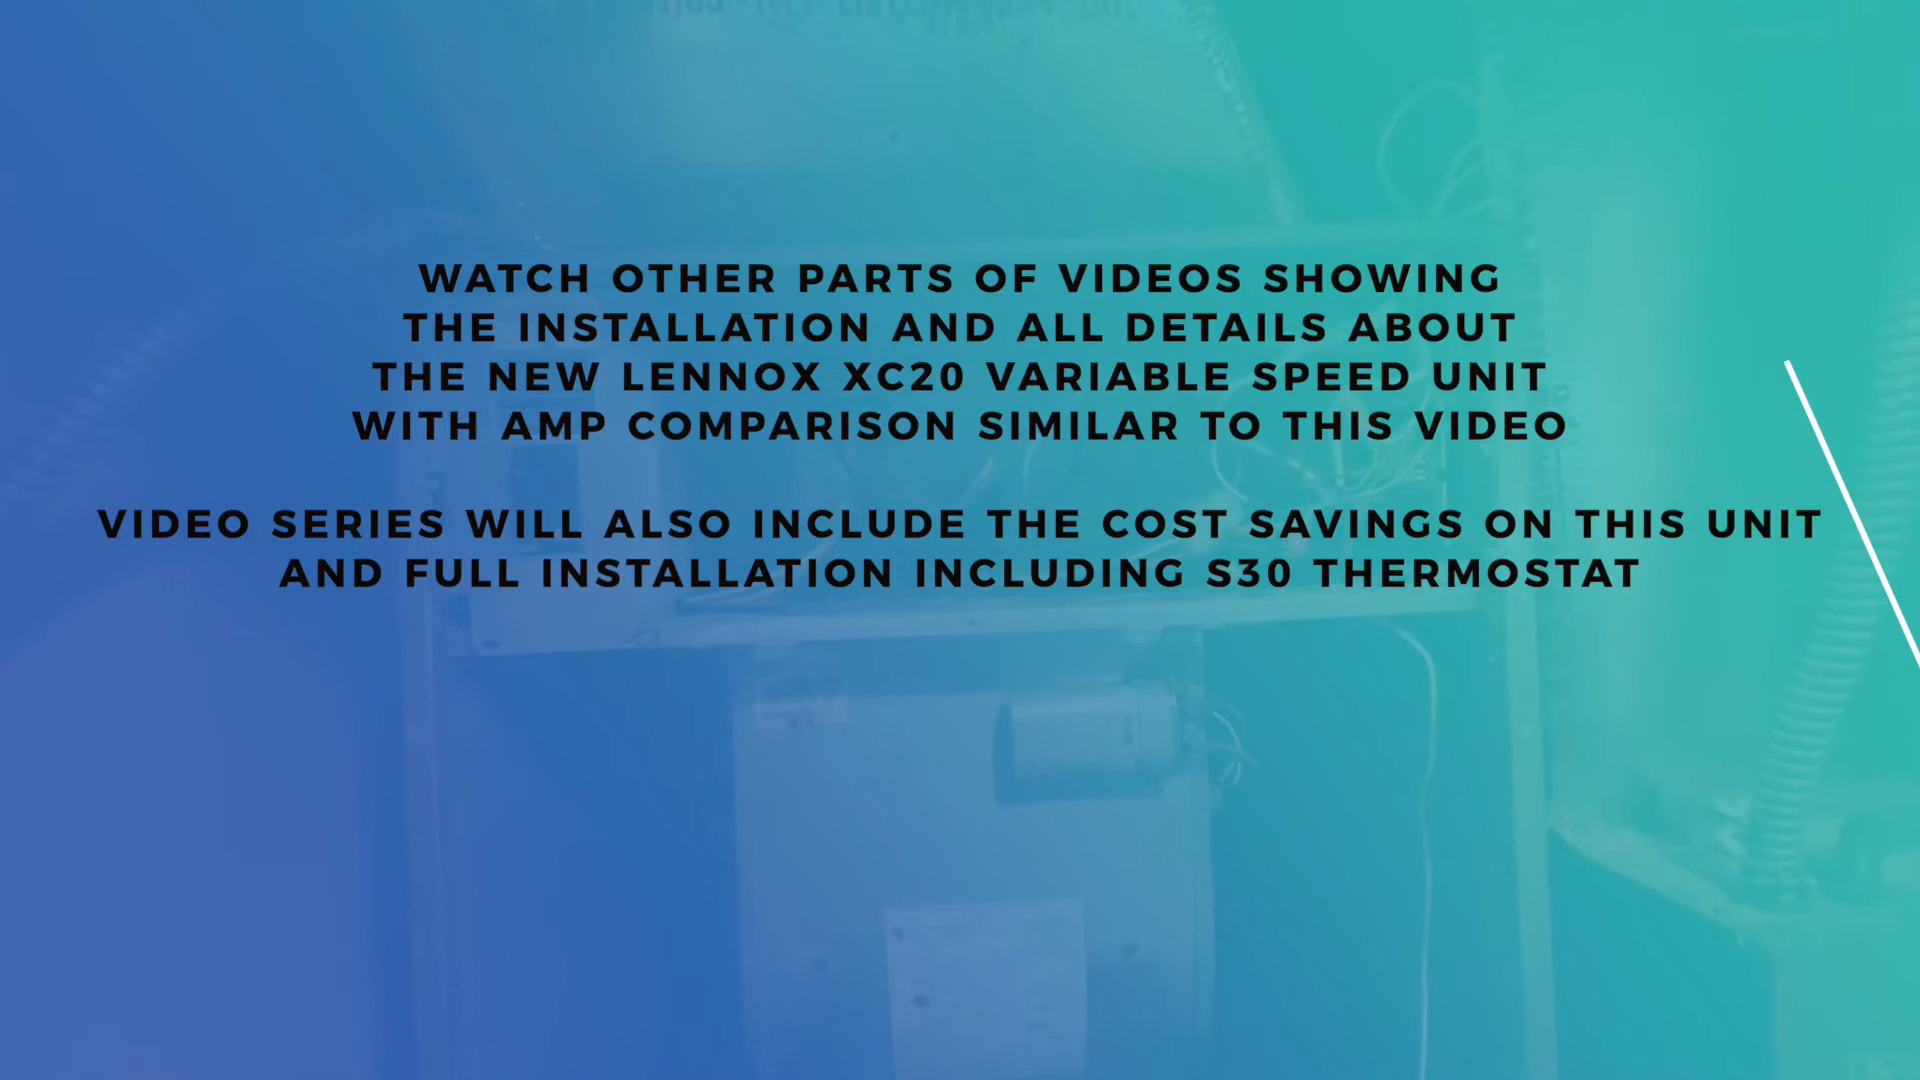 WATCH OTHER PARTS OF VIDEOS SHOWING
THE INSTALLATION AND ALL DETAILS ABOUT
THE NEW LENNOX XC20 VARIABLE SPEED UNIT
WITH AMP COMPARISON SIMILAR TO THIS VIDEO
VIDEO SERIES WILL ALSO INCLUDE THE COST SAVINGS ON THIS UNIT
AND FULL INSTALLATION INCLUDING S30 THERMOSTAT